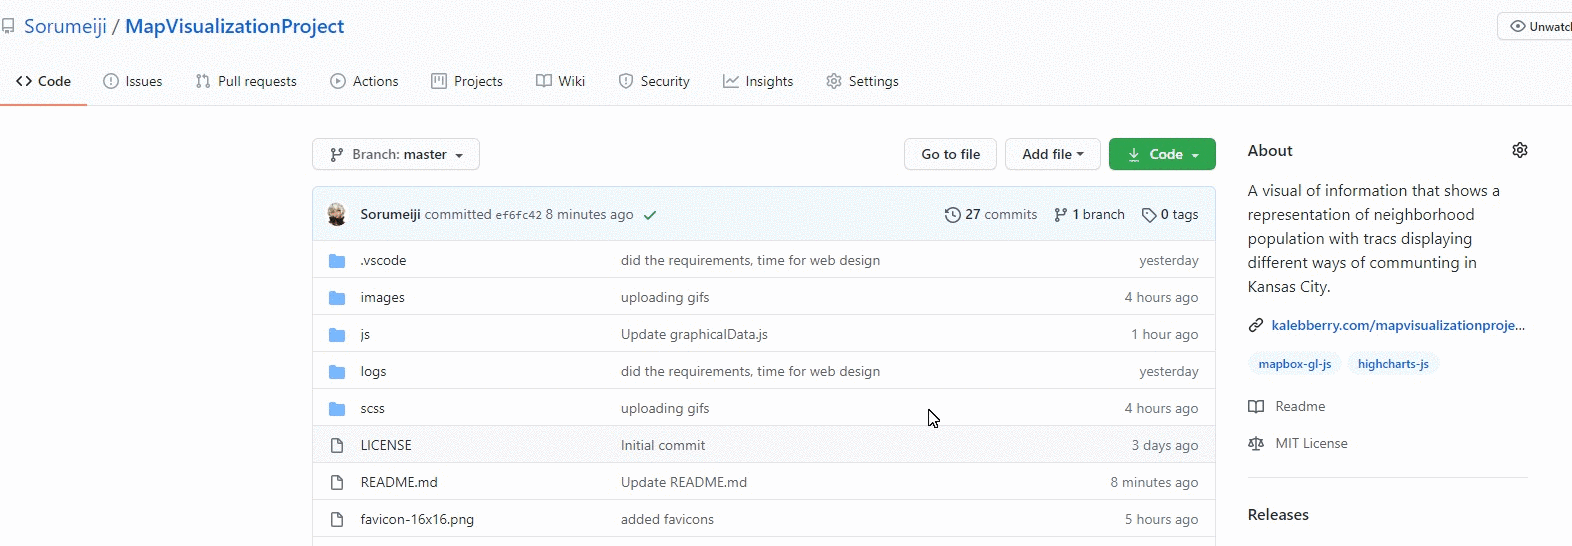 Sorumeiji / MapVisualizationProject
Unwatch
Code Issues Pull requests Actions Projects Wiki Security Insights Settings
Branch: master
Go to file Add file Code
Sorumeiji committed ef6fc42 8 minutes ago 27 commits 1 branch 0 tags
.vscode did the requirements, time for web design yesterday
images uploading gifs 4 hours ago
js Update graphicalData.js 1 hour ago
logs did the requirements, time for web design yesterday
scss uploading gifs 4 hours ago
LICENSE Initial commit 3 days ago
README.md Update README.md 8 minutes ago
favicon-16x16.png added favicons 5 hours ago
About
A visual of information that shows a
representation of neighborhood
population with tracs displaying
different ways of communting in
Kansas City.
kalebberry.com/mapvisualizationproje...
mapbox-gl-js highcharts-js
Readme
MIT License
Releases